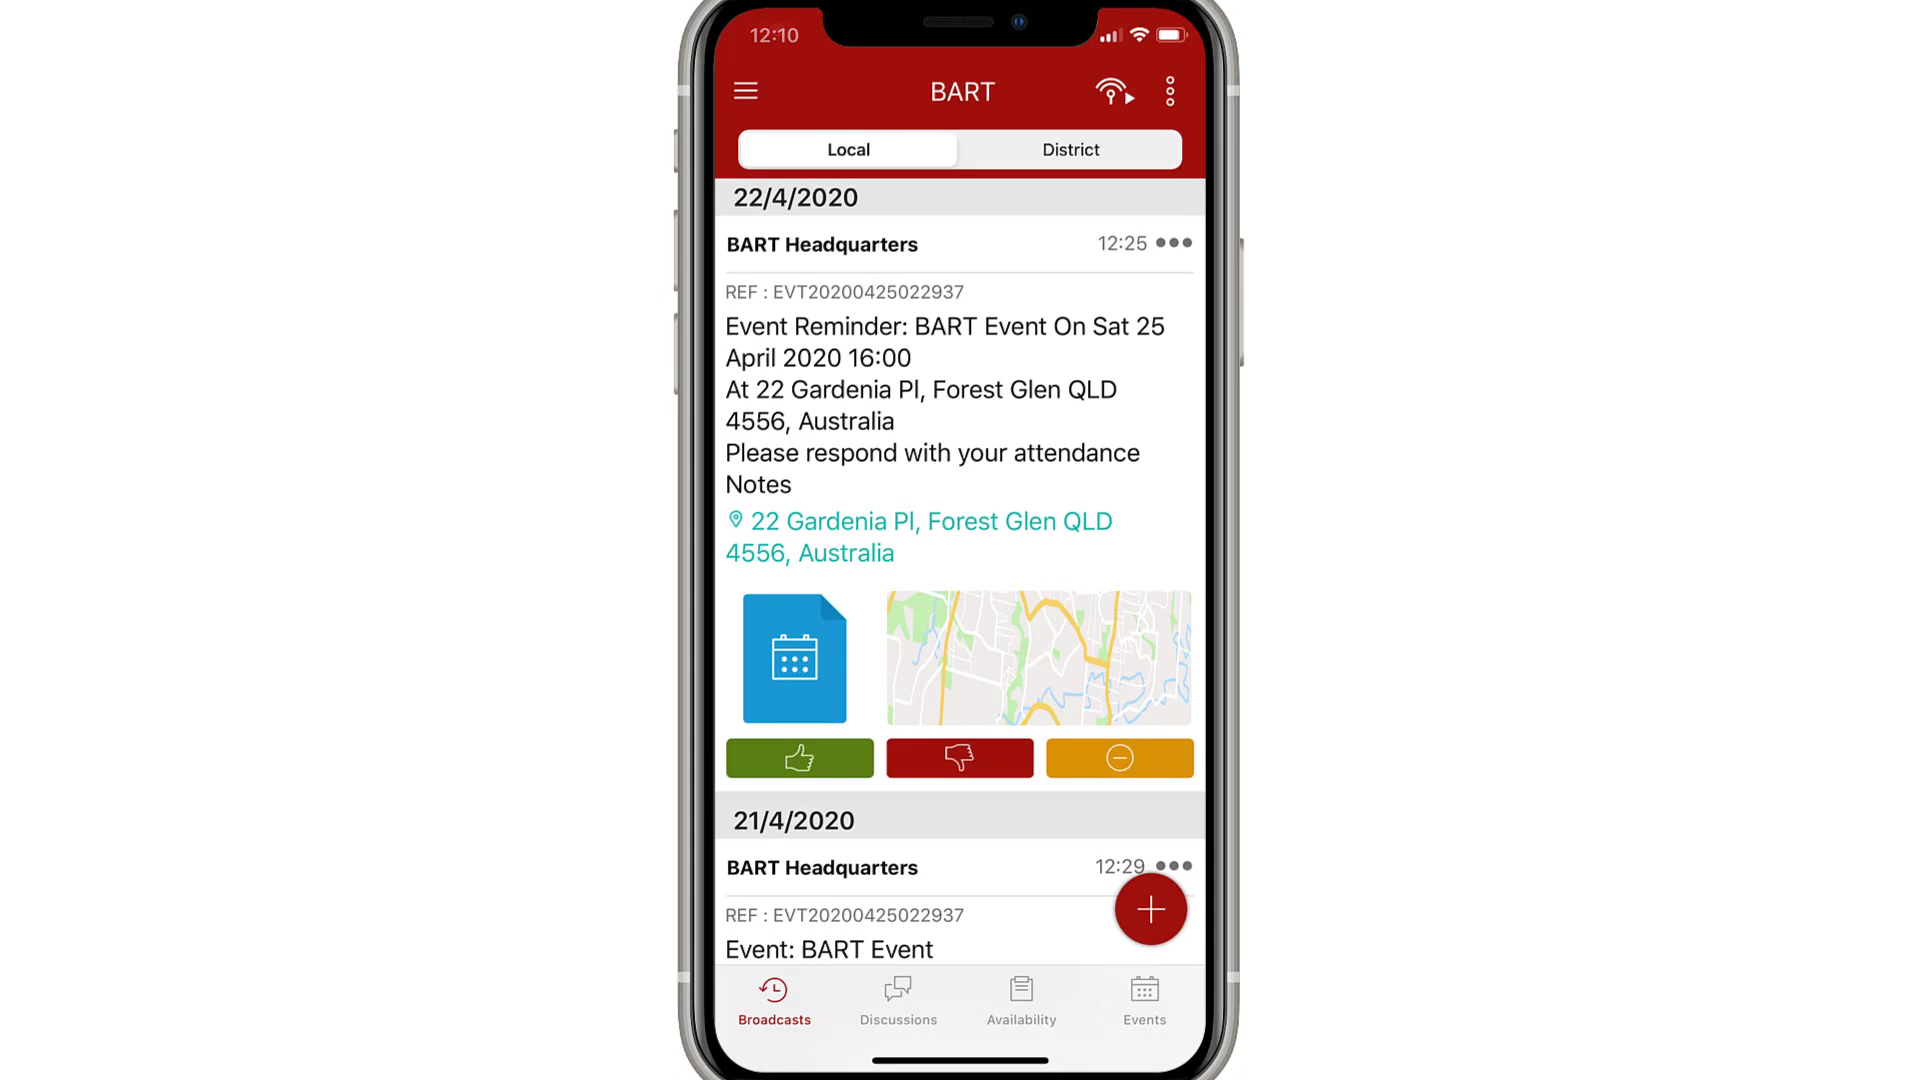 12:10
BART
Local District
22/4/2020
BART Headquarters 12:25
REF : EVT20200425022937
Event Reminder: BART Event On Sat 25
April 2020 16:00
At 22 Gardenia Pl, Forest Glen QLD
4556, Australia
Please respond with your attendance
Notes
22 Gardenia Pl, Forest Glen QLD
4556, Australia
21/4/2020
BART Headquarters 12:29
REF : EVT20200425022937
Event: BART Event
Broadcasts Discussions Availability Events